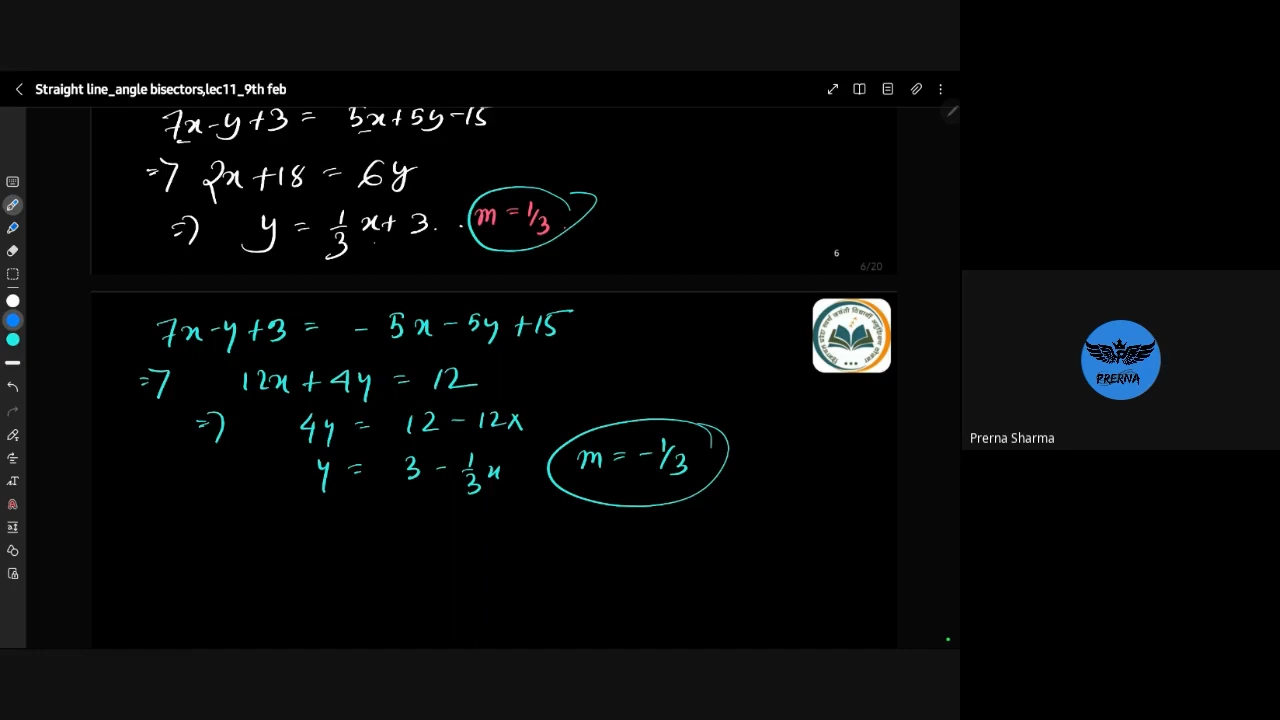 Straight line_angle bisectors,lec11_9th feb
7x-y+3 = 5x+5y-15
=> 2x+18 = 6y
=> y = 1/3 x+ 3. . m = 1/3
6
6/20
7x-y+3 = - 5x - 5y +15
=> 12x + 4y = 12
=> 4y = 12 - 12x
y = 3 - 1/3 x m = - 1/3
PRERNA
Prerna Sharma